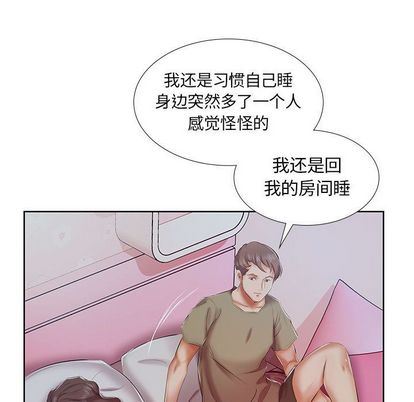 我还是习惯自己睡
身边突然多了一个人
感觉怪怪的
我还是回
我的房间睡